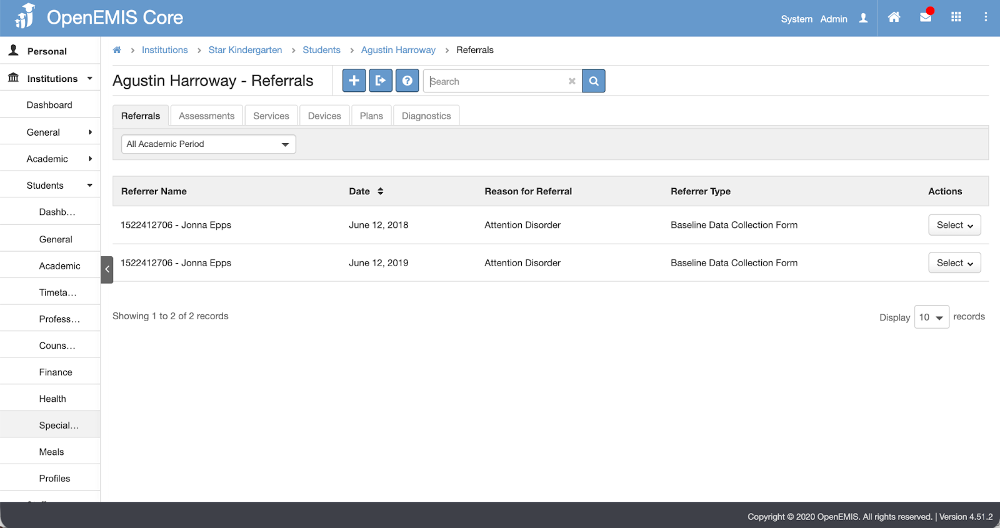 OpenEMIS Core
System Admin
Personal
Institutions
Dashboard
General
Academic
Students
Dashb...
General
Academic
Timeta...
Profess...
Couns...
Finance
Health
Special...
Meals
Profiles
Institutions > Star Kindergarten > Students > Agustin Harroway > Referrals
Agustin Harroway - Referrals
Search
Referrals Assessments Services Devices Plans Diagnostics
All Academic Period
Referrer Name Date Reason for Referral Referrer Type Actions
1522412706 - Jonna Epps June 12, 2018 Attention Disorder Baseline Data Collection Form Select
1522412706 - Jonna Epps June 12, 2019 Attention Disorder Baseline Data Collection Form Select
Showing 1 to 2 of 2 records
Display 10 records
Copyright © 2020 OpenEMIS. All rights reserved. | Version 4.51.2